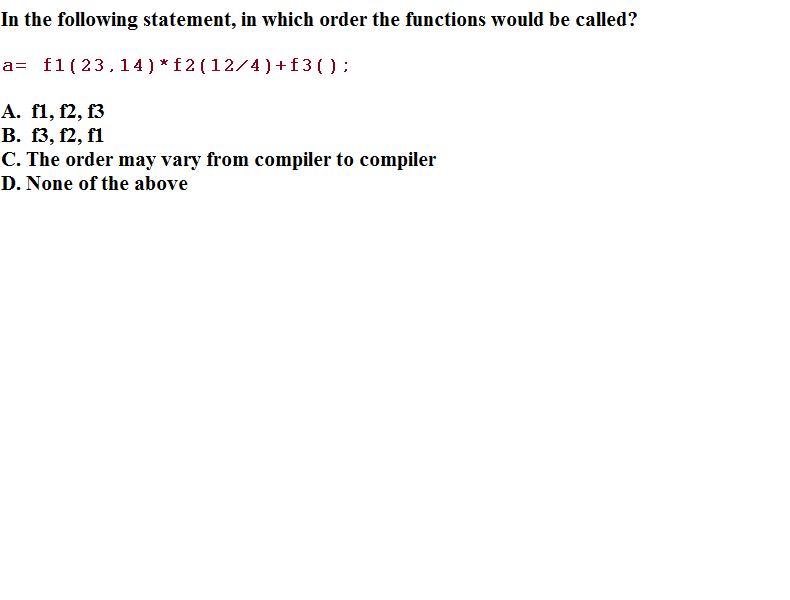 In the following statement, in which order the functions would be called?
a= f1(23,14)*f2(12/4)+f3();
A. f1, f2, f3
B. f3, f2, f1
C. The order may vary from compiler to compiler
D. None of the above